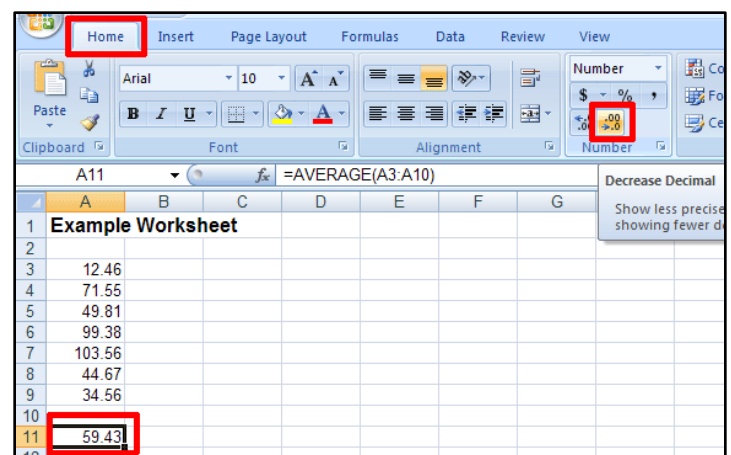 Home Insert Page Layout Formulas Data Review View
Arial 10 A A Number
Paste B I U A $ % ,
Clipboard Font Alignment Number
A11 fx =AVERAGE(A3:A10)
Decrease Decimal
Show less precise
showing fewer
A B C D E F G
1 Example Worksheet
2
3 12.46
4 71.55
5 49.81
6 99.38
7 103.56
8 44.67
9 34.56
10
11 59.43